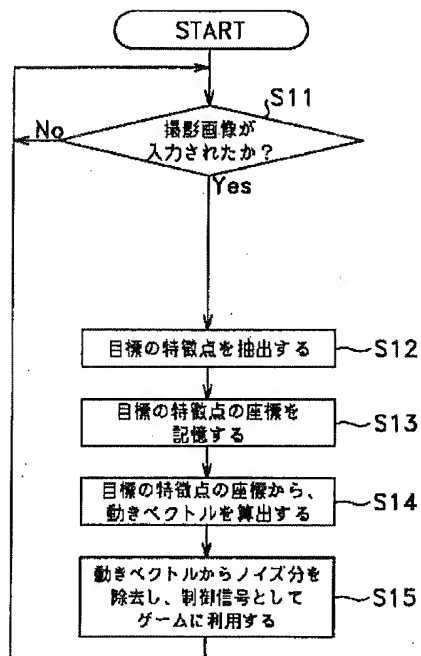 START
S11
撮影画像が
入力されたか？
No
Yes
目標の特徴点を抽出する
S12
目標の特徴点の座標を
記憶する
S13
目標の特徴点の座標から、
動きベクトルを算出する
S14
動きベクトルからノイズ分を
除去し、制御信号として
ゲームに利用する
S15